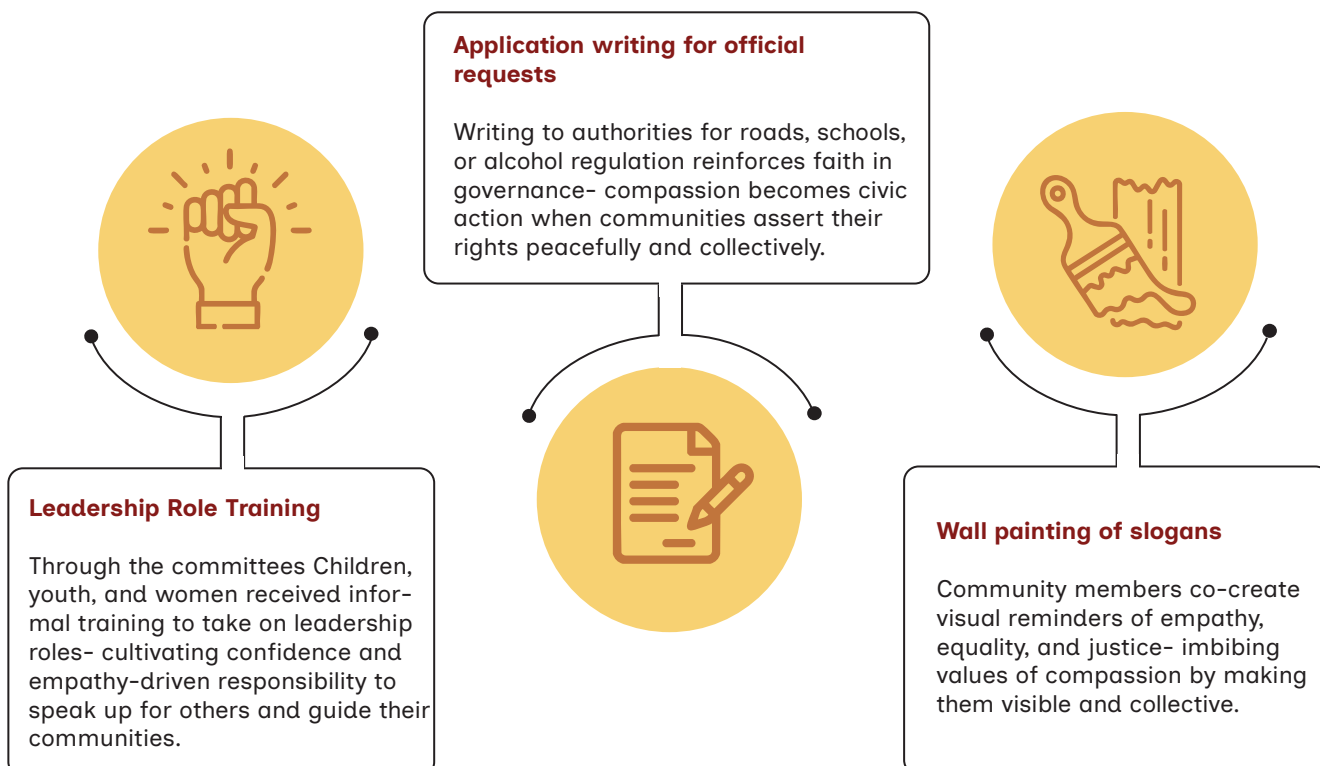 Application writing for official
requests
Writing to authorities for roads, schools,
or alcohol regulation reinforces faith in
governance- compassion becomes civic
action when communities assert their
rights peacefully and collectively.
Leadership Role Training
Through the committees Children,
youth, and women received infor-
mal training to take on leadership
roles- cultivating confidence and
empathy-driven responsibility to
speak up for others and guide their
communities.
Wall painting of slogans
Community members co-create
visual reminders of empathy,
equality, and justice- imbibing
values of compassion by making
them visible and collective.